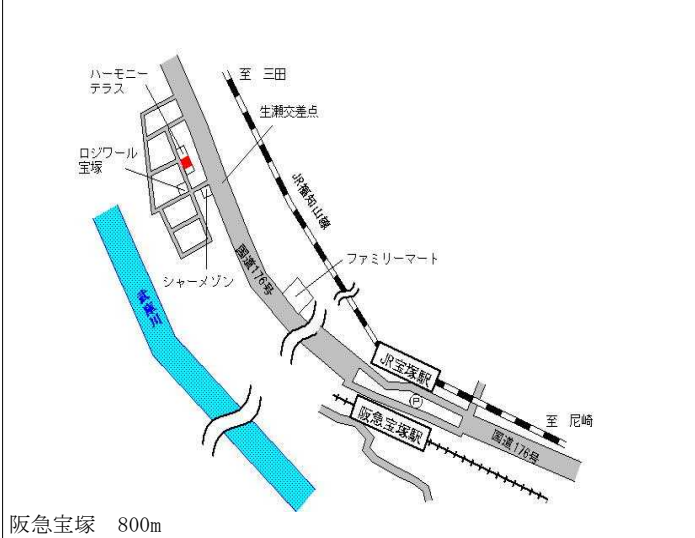 ハーモニー
テラス
至 三田
生瀬交差点
ロジワール
宝塚
JR福知山線
国道176号
ファミリーマート
シャーメゾン
武庫川
JR宝塚駅
P
阪急宝塚駅
至 尼崎
国道176号
阪急宝塚 800m